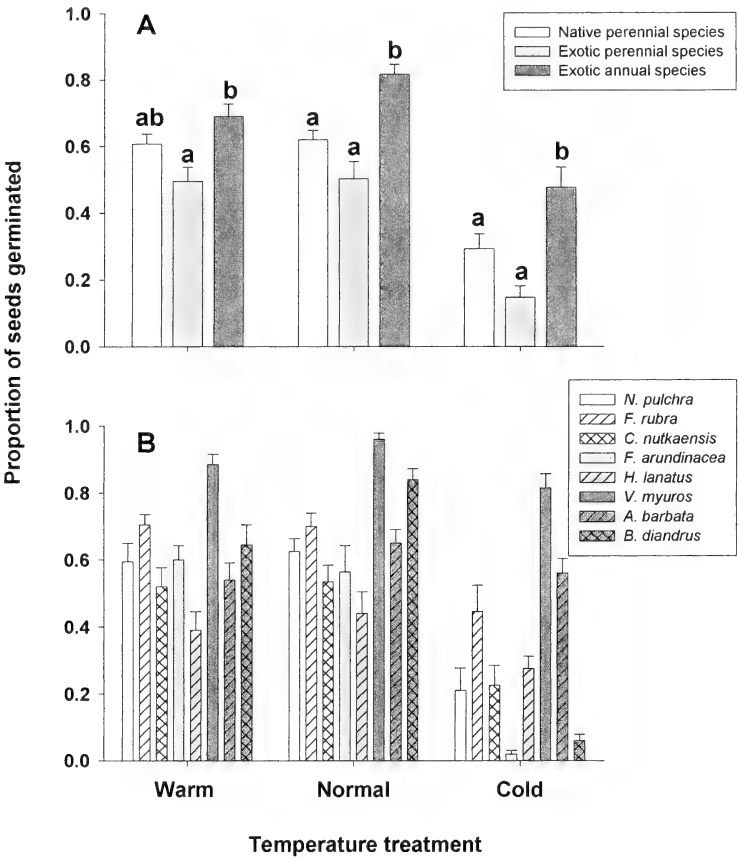 Proportion of seeds germinated
A
1.0
0.8
0.6
0.4
0.2
0.0
ab
a
b
a
a
b
a
a
b
Native perennial species
Exotic perennial species
Exotic annual species
B
1.0
0.8
0.6
0.4
0.2
0.0
N. pulchra
F. rubra
C. nutkaensis
F. arundinacea
H. lanatus
V. myuros
A. barbata
B. diandrus
Warm
Normal
Cold
Temperature treatment